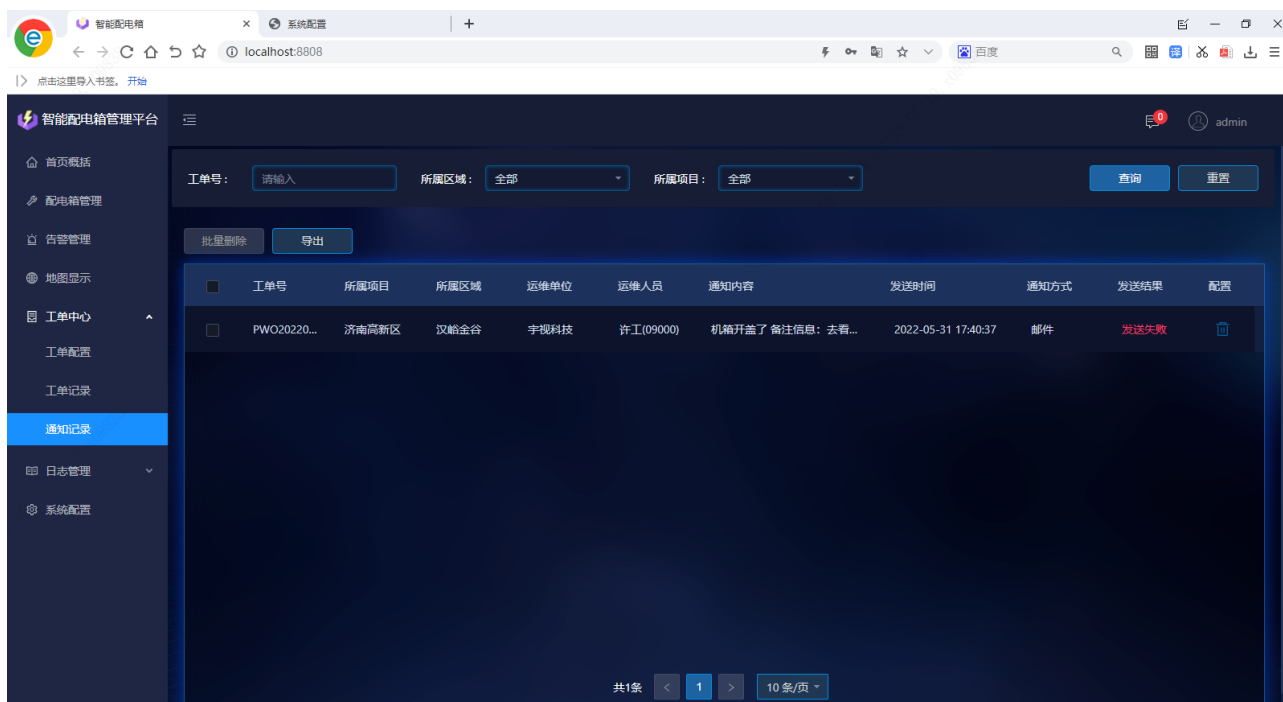 智能配电箱 × 系统配置 +
localhost:8808 百度
点击这里导入书签。 开始
智能配电箱管理平台 0 admin
首页概括
配电箱管理
告警管理
地图显示
工单中心
工单配置
工单记录
通知记录
日志管理
系统配置
工单号: 请输入 所属区域: 全部 所属项目: 全部 查询 重置
批量删除 导出
工单号 所属项目 所属区域 运维单位 运维人员 通知内容 发送时间 通知方式 发送结果 配置
PWO20220... 济南高新区 汉峪金谷 宇视科技 许工(09000) 机箱开盖了 备注信息: 去看... 2022-05-31 17:40:37 邮件 发送失败
共1条 < 1 > 10 条/页